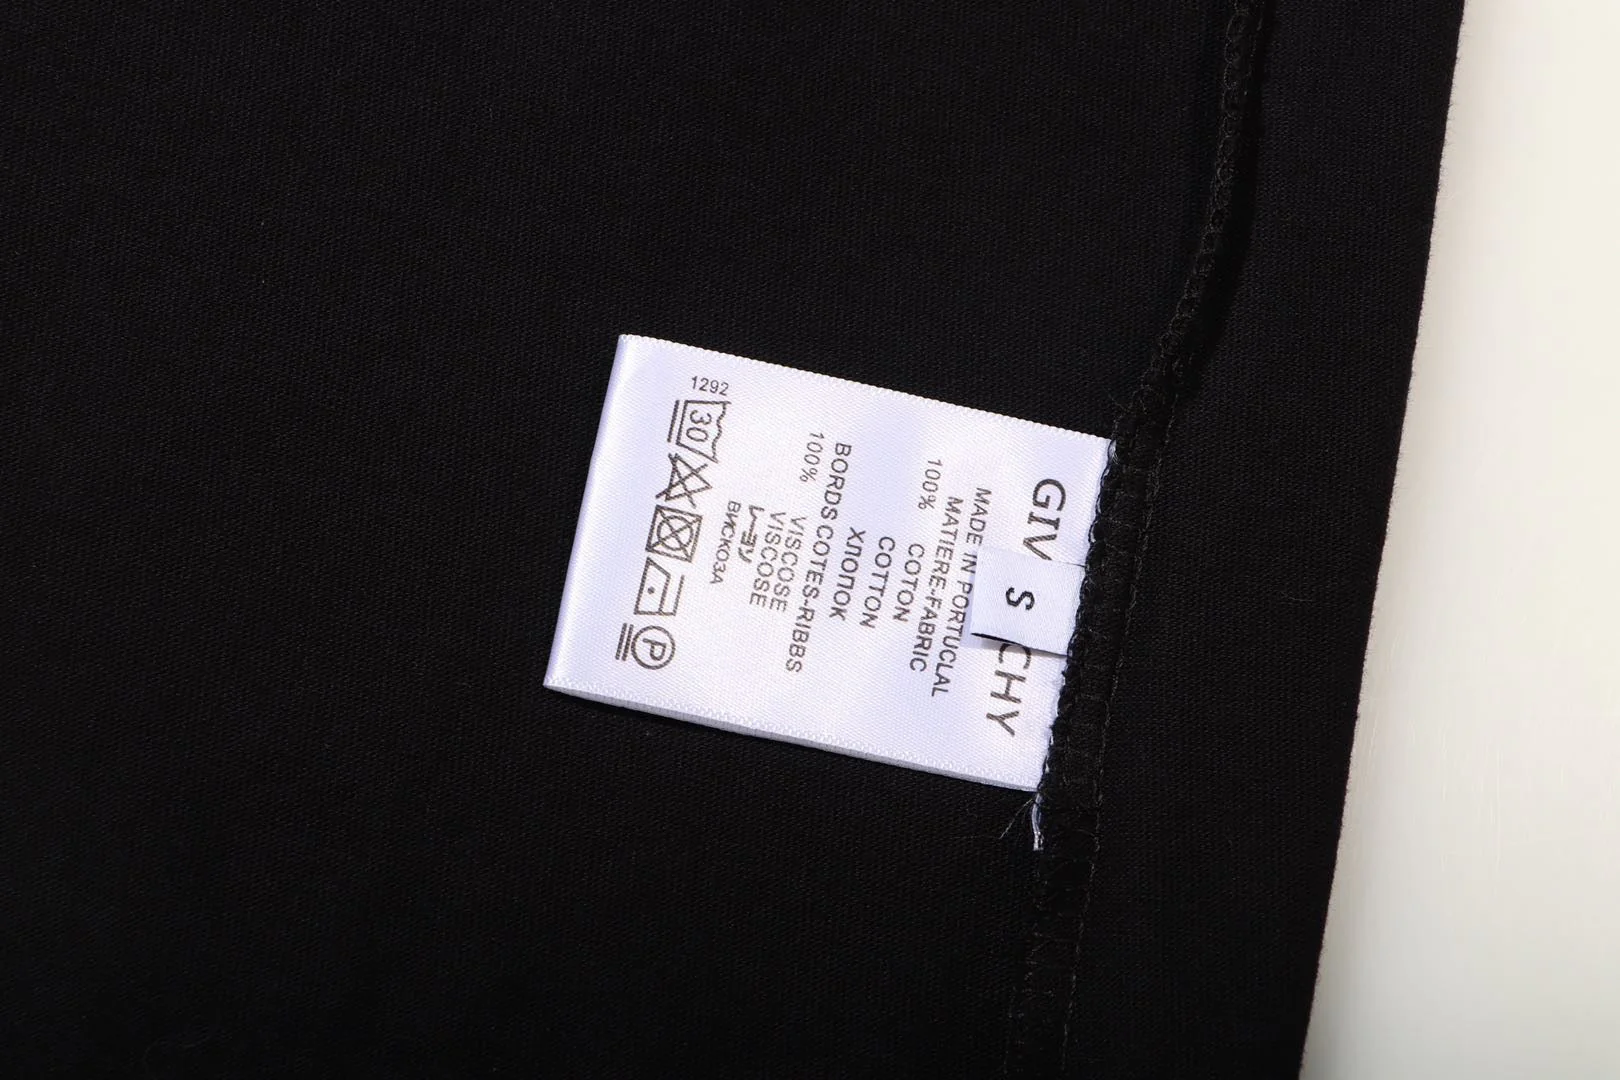 GIV CHY
S
MADE IN PORTUCLAL
MATIERE-FABRIC
100% COTON
COTTON
ХЛОПОК
BORDS COTES-RIBBS
100% VISCOSE
VISCOSE
ВИСКОЗА
1292
30
P